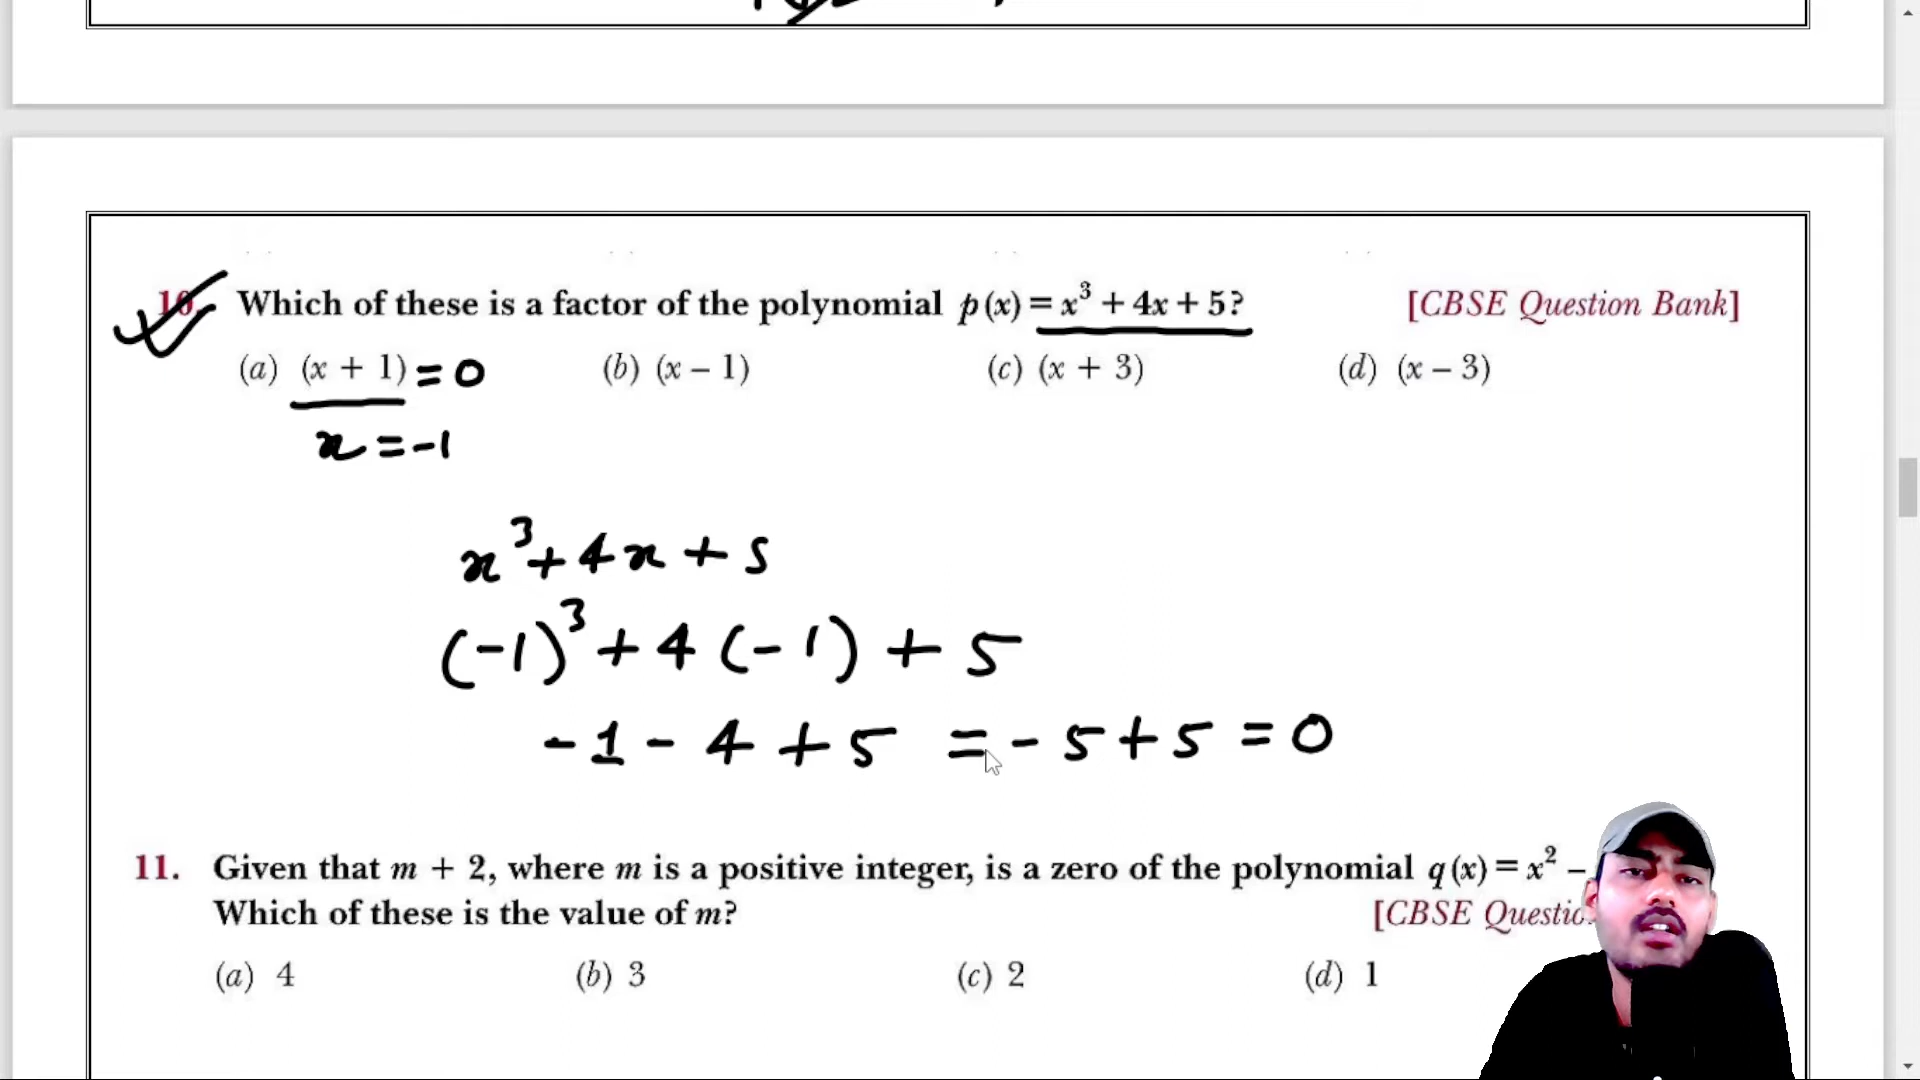 10. Which of these is a factor of the polynomial p(x) = x³ + 4x + 5? [CBSE Question Bank]
(a) (x + 1) = 0 (b) (x – 1) (c) (x + 3) (d) (x – 3)
x = -1
x³ + 4x + 5
(-1)³ + 4(-1) + 5
-1 - 4 + 5 = - 5 + 5 = 0
11. Given that m + 2, where m is a positive integer, is a zero of the polynomial q(x) = x² –
Which of these is the value of m? [CBSE
(a) 4 (b) 3 (c) 2 (d) 1